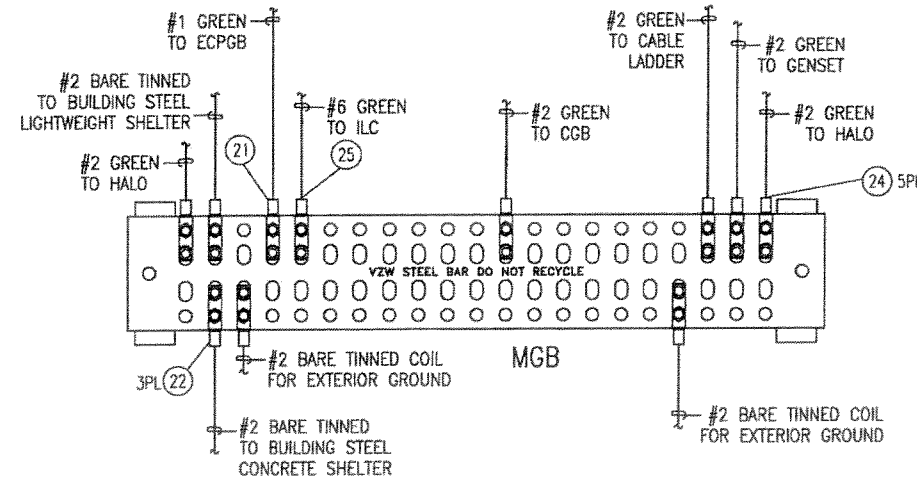 #1 GREEN
TO ECPGB
#2 BARE TINNED
TO BUILDING STEEL
LIGHTWEIGHT SHELTER
#2 GREEN
TO HALO
21
#6 GREEN
TO ILC
25
#2 GREEN
TO CGB
#2 GREEN
TO CABLE
LADDER
#2 GREEN
TO GENSET
#2 GREEN
TO HALO
24 5PL
VZW STEEL BAR DO NOT RECYCLE
MGB
3PL 22
#2 BARE TINNED COIL
FOR EXTERIOR GROUND
#2 BARE TINNED
TO BUILDING STEEL
CONCRETE SHELTER
#2 BARE TINNED COIL
FOR EXTERIOR GROUND